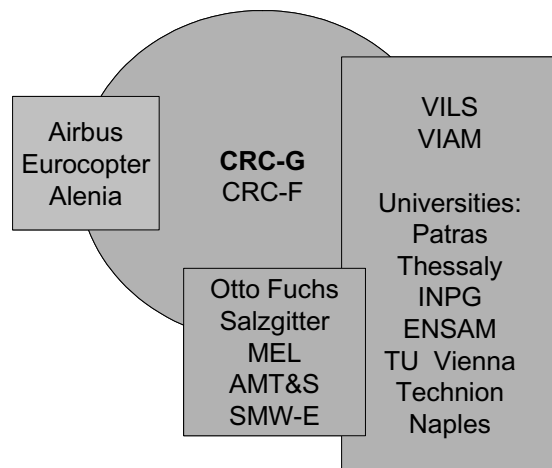 Airbus
Eurocopter
Alenia
CRC-G
CRC-F
VILS
VIAM
Universities:
Patras
Thessaly
INPG
ENSAM
TU Vienna
Technion
Naples
Otto Fuchs
Salzgitter
MEL
AMT&S
SMW-E